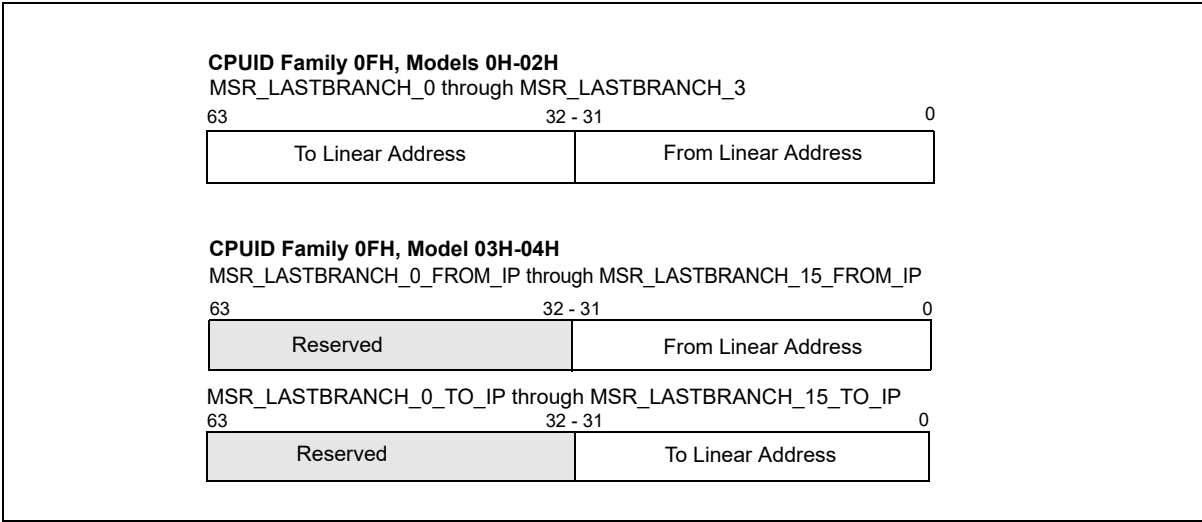 CPUID Family 0FH, Models 0H-02H
MSR_LASTBRANCH_0 through MSR_LASTBRANCH_3
63 32 - 31 0
To Linear Address From Linear Address
CPUID Family 0FH, Model 03H-04H
MSR_LASTBRANCH_0_FROM_IP through MSR_LASTBRANCH_15_FROM_IP
63 32 - 31 0
Reserved From Linear Address
MSR_LASTBRANCH_0_TO_IP through MSR_LASTBRANCH_15_TO_IP
63 32 - 31 0
Reserved To Linear Address